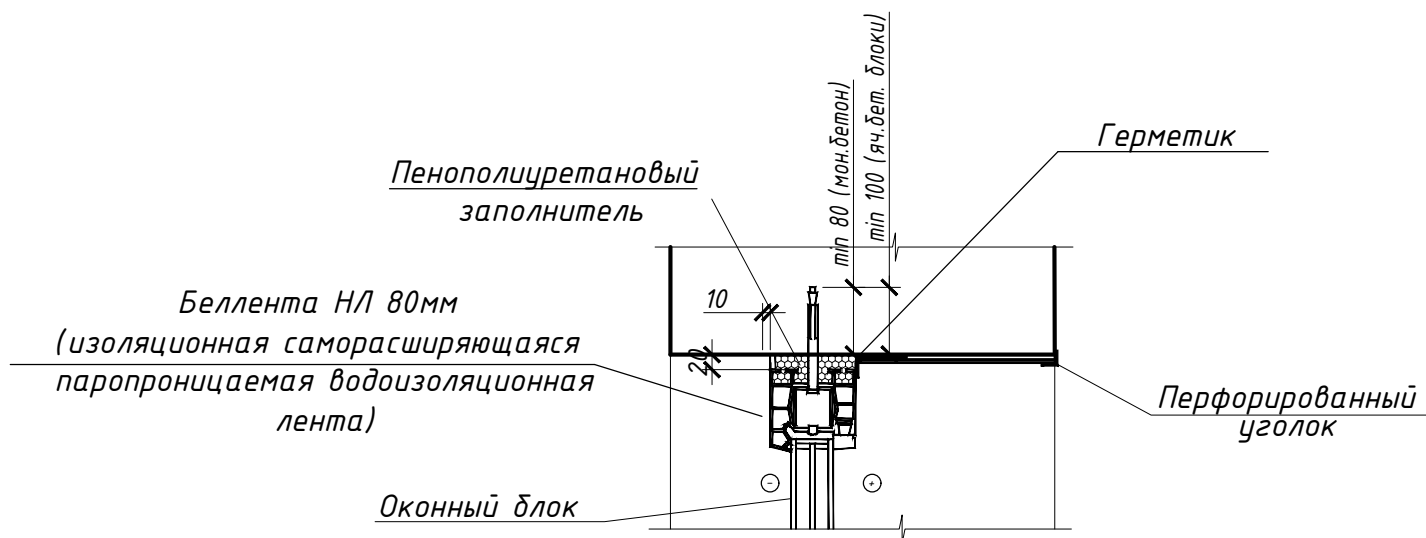 min 80 (мон.бетон)
min 100 (яч.бет. блоки)
Герметик
Пенополиуретановый
заполнитель
10
Беллента НЛ 80мм
(изоляционная саморасширяющаяся
паропроницаемая водоизоляционная
лента)
20
Перфорированный
уголок
-
+
Оконный блок